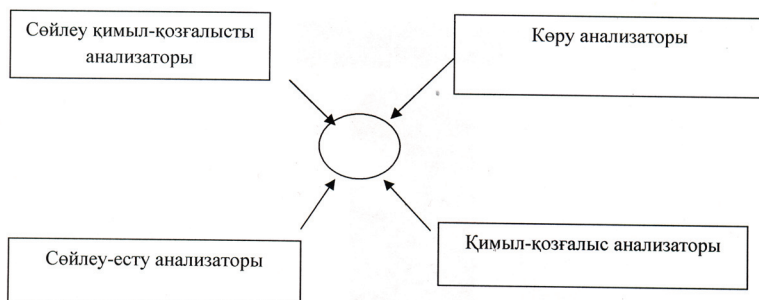 Сөйлеу қимыл-қозғалысты
анализаторы
Көру анализаторы
Сөйлеу-есту анализаторы
Қимыл-қозғалыс анализаторы